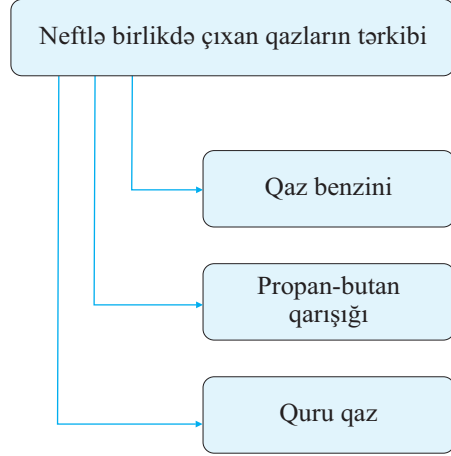 Neftlə birlikdə çıxan qazların tərkibi
Qaz benzini
Propan-butan
qarışığı
Quru qaz